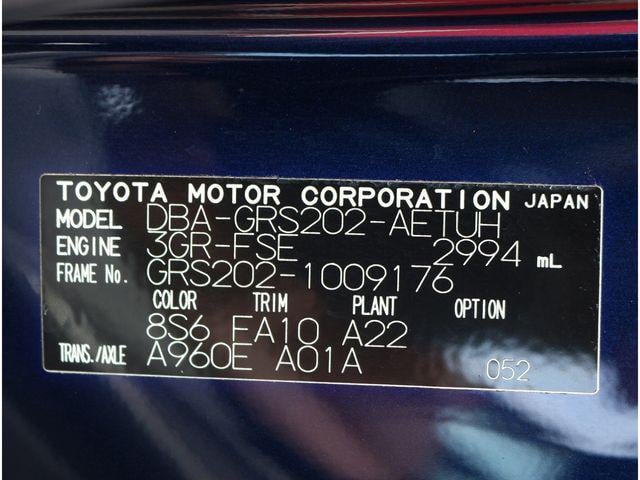 TOYOTA MOTOR CORPORATION JAPAN
MODEL DBA-GRS202-AETUH
ENGINE 3GR-FSE 2994 mL
FRAME No. GRS202-1009176
COLOR TRIM PLANT OPTION
8S6 FA10 A22
TRANS./AXLE A960E A01A 052